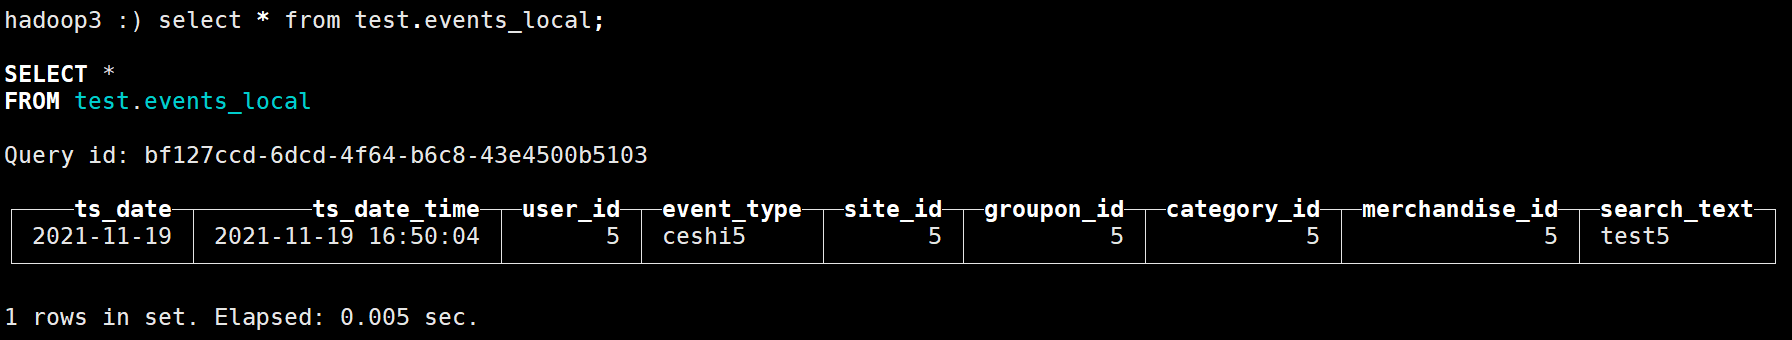 hadoop3 :) select * from test.events_local;
SELECT *
FROM test.events_local
Query id: bf127ccd-6dcd-4f64-b6c8-43e4500b5103
ts_date ts_date_time user_id event_type site_id groupon_id category_id merchandise_id search_text
2021-11-19 2021-11-19 16:50:04 5 ceshi5 5 5 5 5 test5
1 rows in set. Elapsed: 0.005 sec.